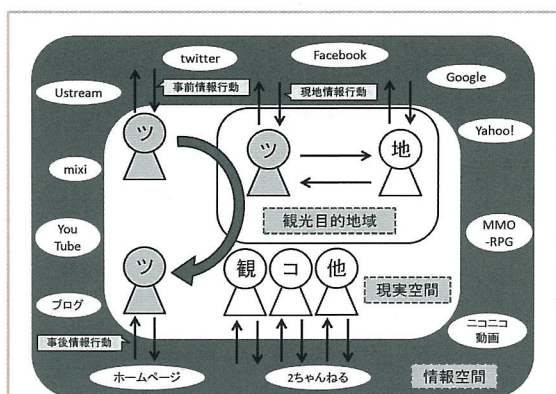 twitter
Facebook
Google
Ustream
事前情報行動
現地情報行動
Yahoo!
ツ
ツ
地
mixi
観光目的地域
You
Tube
MMO
-RPG
ツ
観
コ
他
現実空間
ブログ
ニコニコ
動画
事後情報行動
ホームページ
2ちゃんねる
情報空間